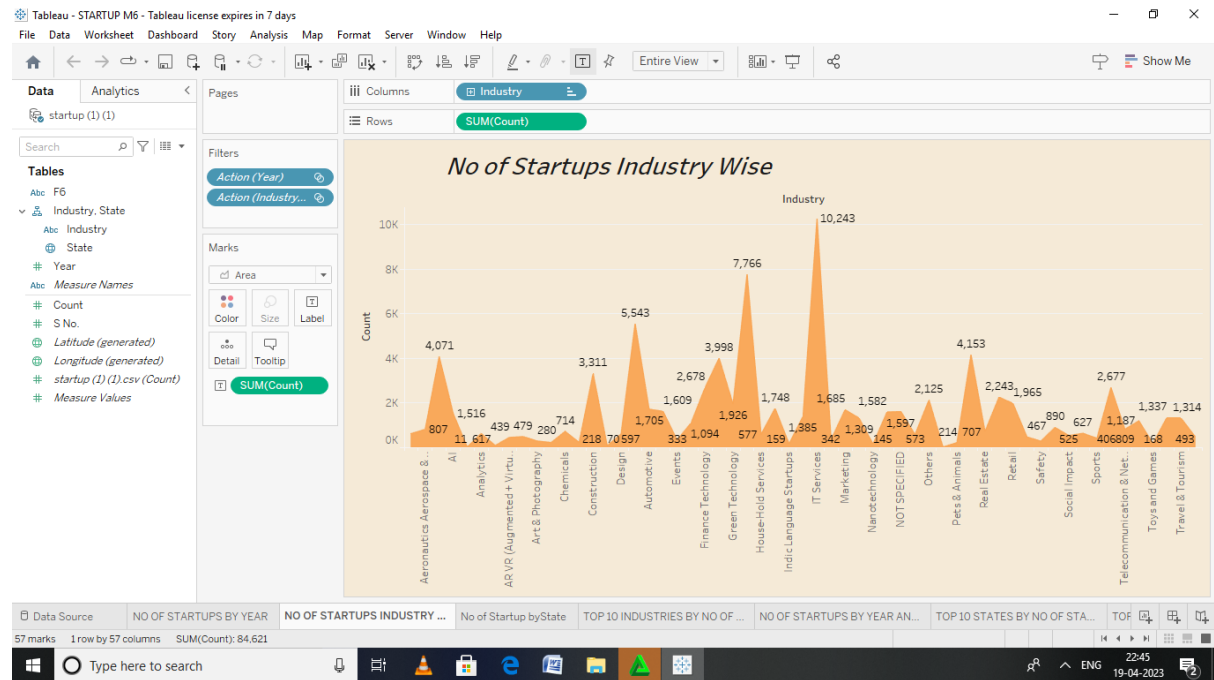 Tableau - STARTUP M6 - Tableau license expires in 7 days
File Data Worksheet Dashboard Story Analysis Map Format Server Window Help
Entire View
Show Me
Data Analytics
startup (1) (1)
Search
Tables
Abc F6
Industry, State
Abc Industry
State
# Year
Abc Measure Names
# Count
# S No.
Latitude (generated)
Longitude (generated)
# startup (1) (1).csv (Count)
# Measure Values
Pages
Filters
Action (Year)
Action (Industry...
Marks
Area
Color Size Label
Detail Tooltip
SUM(Count)
Columns Industry
Rows SUM(Count)
No of Startups Industry Wise
Industry
10,243
10K
8K
7,766
6K
5,543
4,071
3,998
4,153
4K
3,311
2,678
2,677
2K
1,516
714
1,705
1,609
1,926
1,748
1,685
1,582
2,125
2,243
1,965
890
627
1,187
1,337
1,314
0K
807
11
617
439
479
280
218
70
597
333
1,094
577
159
1,385
342
1,309
145
1,597
573
214
707
467
525
406
809
168
493
Count
Aeronautics Aerospace & ..
AI
Analytics
AR VR (Augmented + Virtu..
Art & Photography
Chemicals
Construction
Design
Automotive
Events
Finance Technology
Green Technology
House-Hold Services
Indic Language Startups
IT Services
Marketing
Nanotechnology
NOT SPECIFIED
Others
Pets & Animals
Real Estate
Retail
Safety
Social Impact
Sports
Telecommunication & Net..
Toys and Games
Travel & Tourism
Data Source NO OF STARTUPS BY YEAR NO OF STARTUPS INDUSTRY ... No of Startup byState TOP 10 INDUSTRIES BY NO OF ... NO OF STARTUPS BY YEAR AN... TOP 10 STATES BY NO OF STA... TOP
57 marks 1 row by 57 columns SUM(Count): 84,621
Type here to search
ENG
22:45
19-04-2023
2